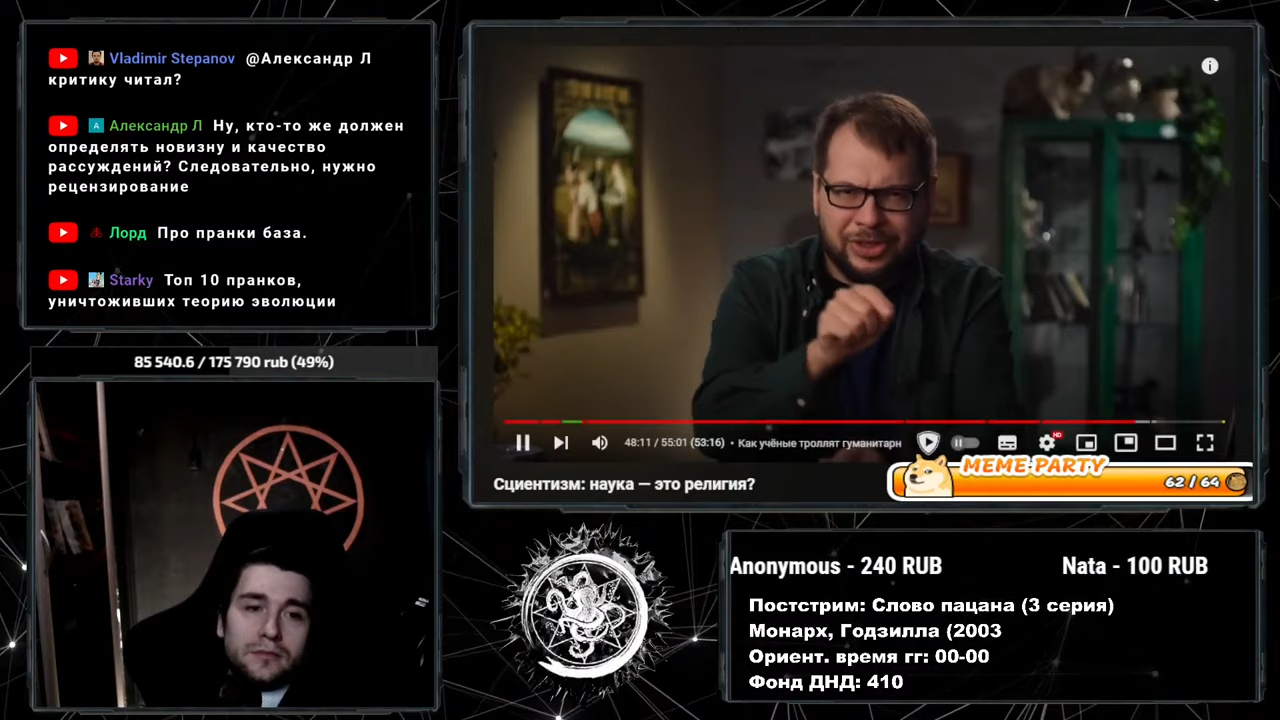 Vladimir Stepanov @Александр Л
критику читал?
Александр Л Ну, кто-то же должен
определять новизну и качество
рассуждений? Следовательно, нужно
рецензирование
Лорд Про пранки база.
Starky Топ 10 пранков,
уничтоживших теорию эволюции
85 540.6 / 175 790 rub (49%)
48:11 / 55:01 (53:16) • Как учёные троллят гуманитарн
HD
MEME PARTY
62 / 64
Сциентизм: наука — это религия?
Anonymous - 240 RUB Nata - 100 RUB
Постстрим: Слово пацана (3 серия)
Монарх, Годзилла (2003
Ориент. время гг: 00-00
Фонд ДНД: 410